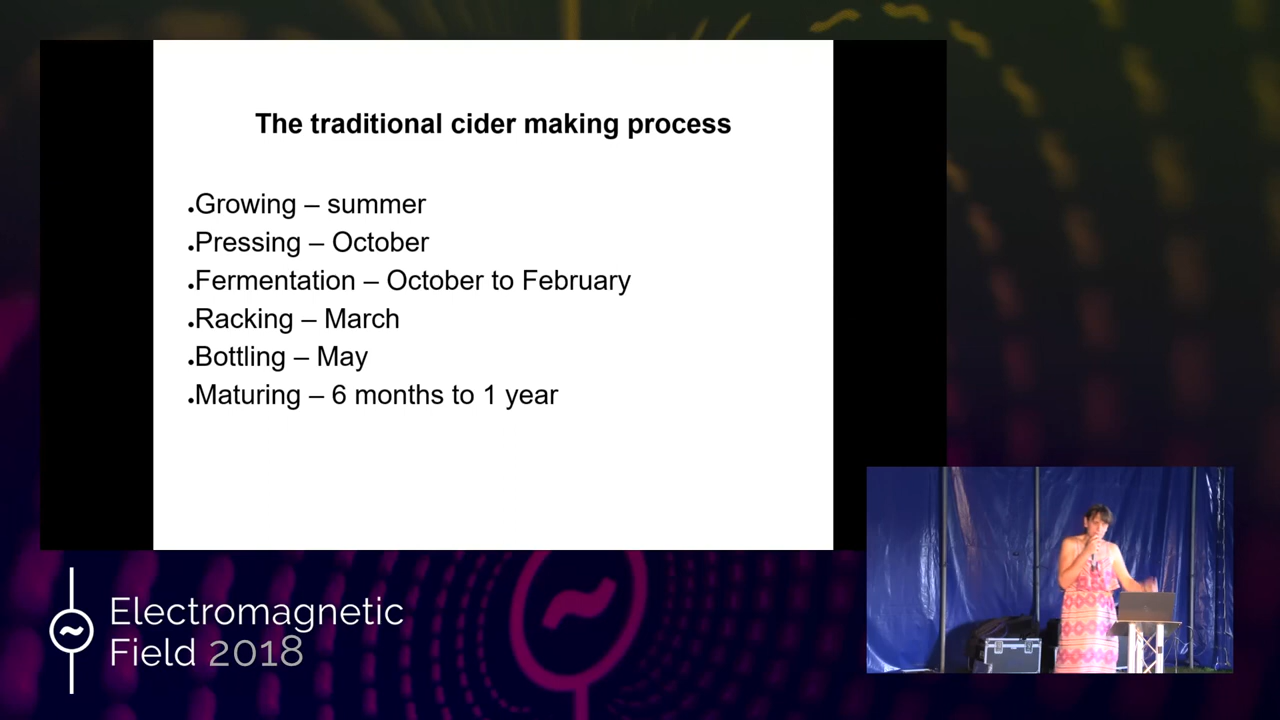 The traditional cider making process
•Growing – summer
•Pressing – October
•Fermentation – October to February
•Racking – March
•Bottling – May
•Maturing – 6 months to 1 year
Electromagnetic
Field 2018